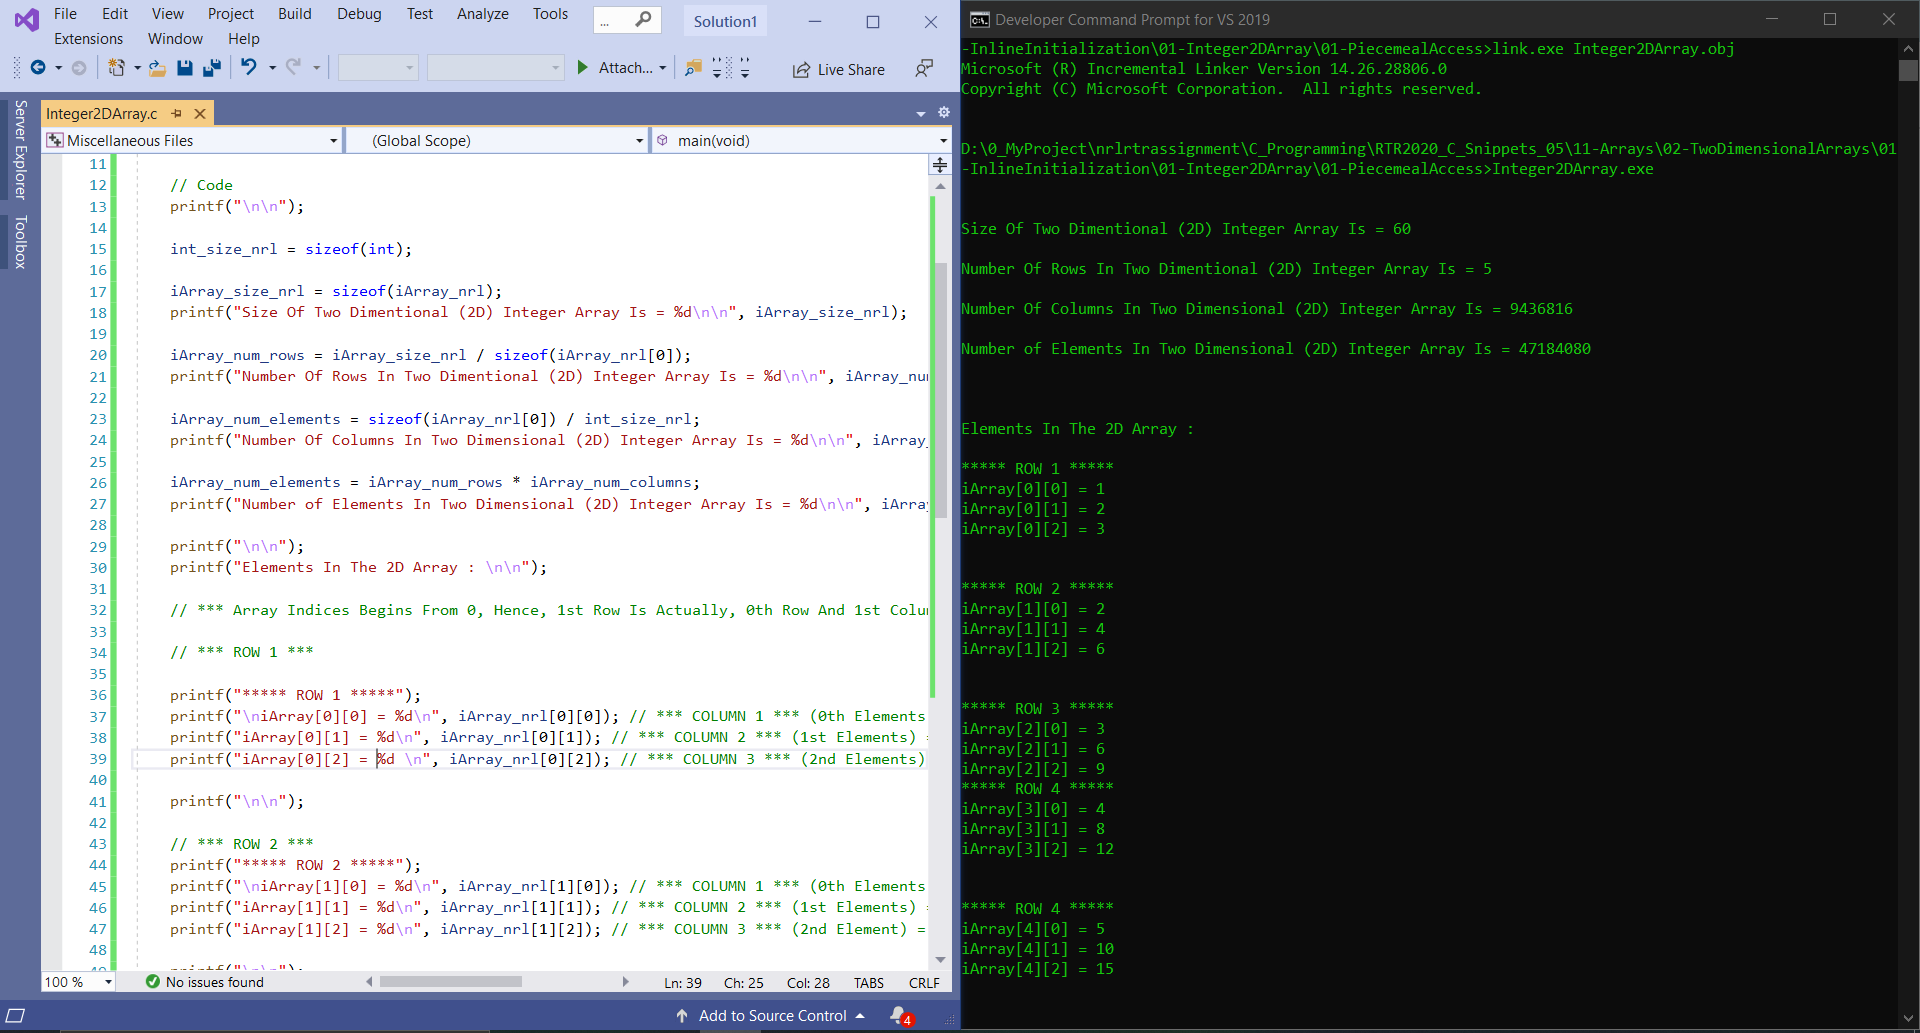 File Edit View Project Build Debug Test Analyze Tools ... Solution1
Extensions Window Help
Attach... Live Share
Server Explorer
Toolbox
Integer2DArray.c
Miscellaneous Files (Global Scope) main(void)
11
12 // Code
13 printf("\n\n");
14
15 int_size_nrl = sizeof(int);
16
17 iArray_size_nrl = sizeof(iArray_nrl);
18 printf("Size Of Two Dimentional (2D) Integer Array Is = %d\n\n", iArray_size_nrl);
19
20 iArray_num_rows = iArray_size_nrl / sizeof(iArray_nrl[0]);
21 printf("Number Of Rows In Two Dimentional (2D) Integer Array Is = %d\n\n", iArray_nu
22
23 iArray_num_elements = sizeof(iArray_nrl[0]) / int_size_nrl;
24 printf("Number Of Columns In Two Dimensional (2D) Integer Array Is = %d\n\n", iArray_
25
26 iArray_num_elements = iArray_num_rows * iArray_num_columns;
27 printf("Number of Elements In Two Dimensional (2D) Integer Array Is = %d\n\n", iArra
28
29 printf("\n\n");
30 printf("Elements In The 2D Array : \n\n");
31
32 // *** Array Indices Begins From 0, Hence, 1st Row Is Actually, 0th Row And 1st Colu
33
34 // *** ROW 1 ***
35
36 printf("***** ROW 1 *****");
37 printf("\niArray[0][0] = %d\n", iArray_nrl[0][0]); // *** COLUMN 1 *** (0th Elements
38 printf("iArray[0][1] = %d\n", iArray_nrl[0][1]); // *** COLUMN 2 *** (1st Elements) =
39 printf("iArray[0][2] = %d \n", iArray_nrl[0][2]); // *** COLUMN 3 *** (2nd Elements)
40
41 printf("\n\n");
42
43 // *** ROW 2 ***
44 printf("***** ROW 2 *****");
45 printf("\niArray[1][0] = %d\n", iArray_nrl[1][0]); // *** COLUMN 1 *** (0th Elements
46 printf("iArray[1][1] = %d\n", iArray_nrl[1][1]); // *** COLUMN 2 *** (1st Elements)
47 printf("iArray[1][2] = %d\n", iArray_nrl[1][2]); // *** COLUMN 3 *** (2nd Element) =
48
100 % No issues found Ln: 39 Ch: 25 Col: 28 TABS CRLF
Add to Source Control 4
Developer Command Prompt for VS 2019
-InlineInitialization\01-Integer2DArray\01-PiecemealAccess>link.exe Integer2DArray.obj
Microsoft (R) Incremental Linker Version 14.26.28806.0
Copyright (C) Microsoft Corporation.  All rights reserved.
D:\0_MyProject\nrlrtrassignment\C_Programming\RTR2020_C_Snippets_05\11-Arrays\02-TwoDimensionalArrays\01
-InlineInitialization\01-Integer2DArray\01-PiecemealAccess>Integer2DArray.exe
Size Of Two Dimentional (2D) Integer Array Is = 60
Number Of Rows In Two Dimentional (2D) Integer Array Is = 5
Number Of Columns In Two Dimensional (2D) Integer Array Is = 9436816
Number of Elements In Two Dimensional (2D) Integer Array Is = 47184080
Elements In The 2D Array :
***** ROW 1 *****
iArray[0][0] = 1
iArray[0][1] = 2
iArray[0][2] = 3
***** ROW 2 *****
iArray[1][0] = 2
iArray[1][1] = 4
iArray[1][2] = 6
***** ROW 3 *****
iArray[2][0] = 3
iArray[2][1] = 6
iArray[2][2] = 9
***** ROW 4 *****
iArray[3][0] = 4
iArray[3][1] = 8
iArray[3][2] = 12
***** ROW 4 *****
iArray[4][0] = 5
iArray[4][1] = 10
iArray[4][2] = 15